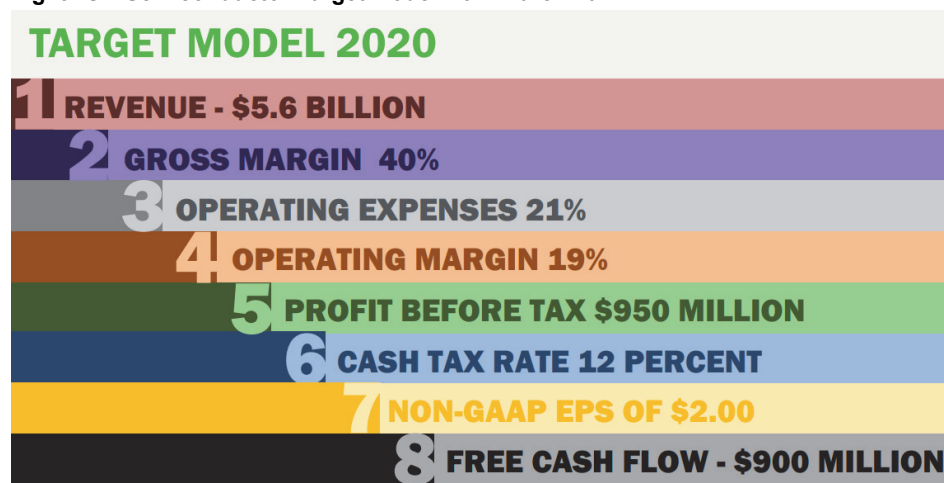 TARGET MODEL 2020
1 REVENUE - $5.6 BILLION
2 GROSS MARGIN 40%
3 OPERATING EXPENSES 21%
4 OPERATING MARGIN 19%
5 PROFIT BEFORE TAX $950 MILLION
6 CASH TAX RATE 12 PERCENT
7 NON-GAAP EPS OF $2.00
8 FREE CASH FLOW - $900 MILLION